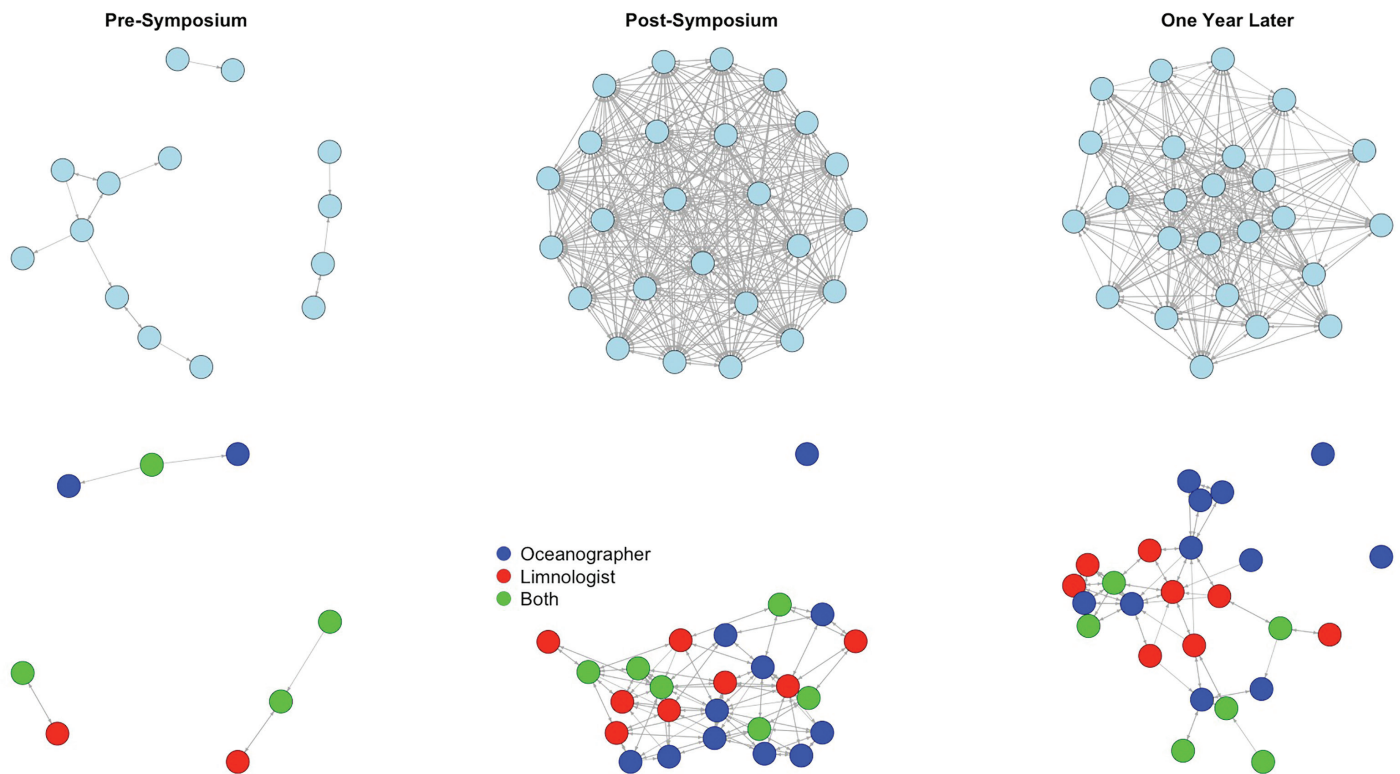 Pre-Symposium
Post-Symposium
One Year Later
Oceanographer
Limnologist
Both